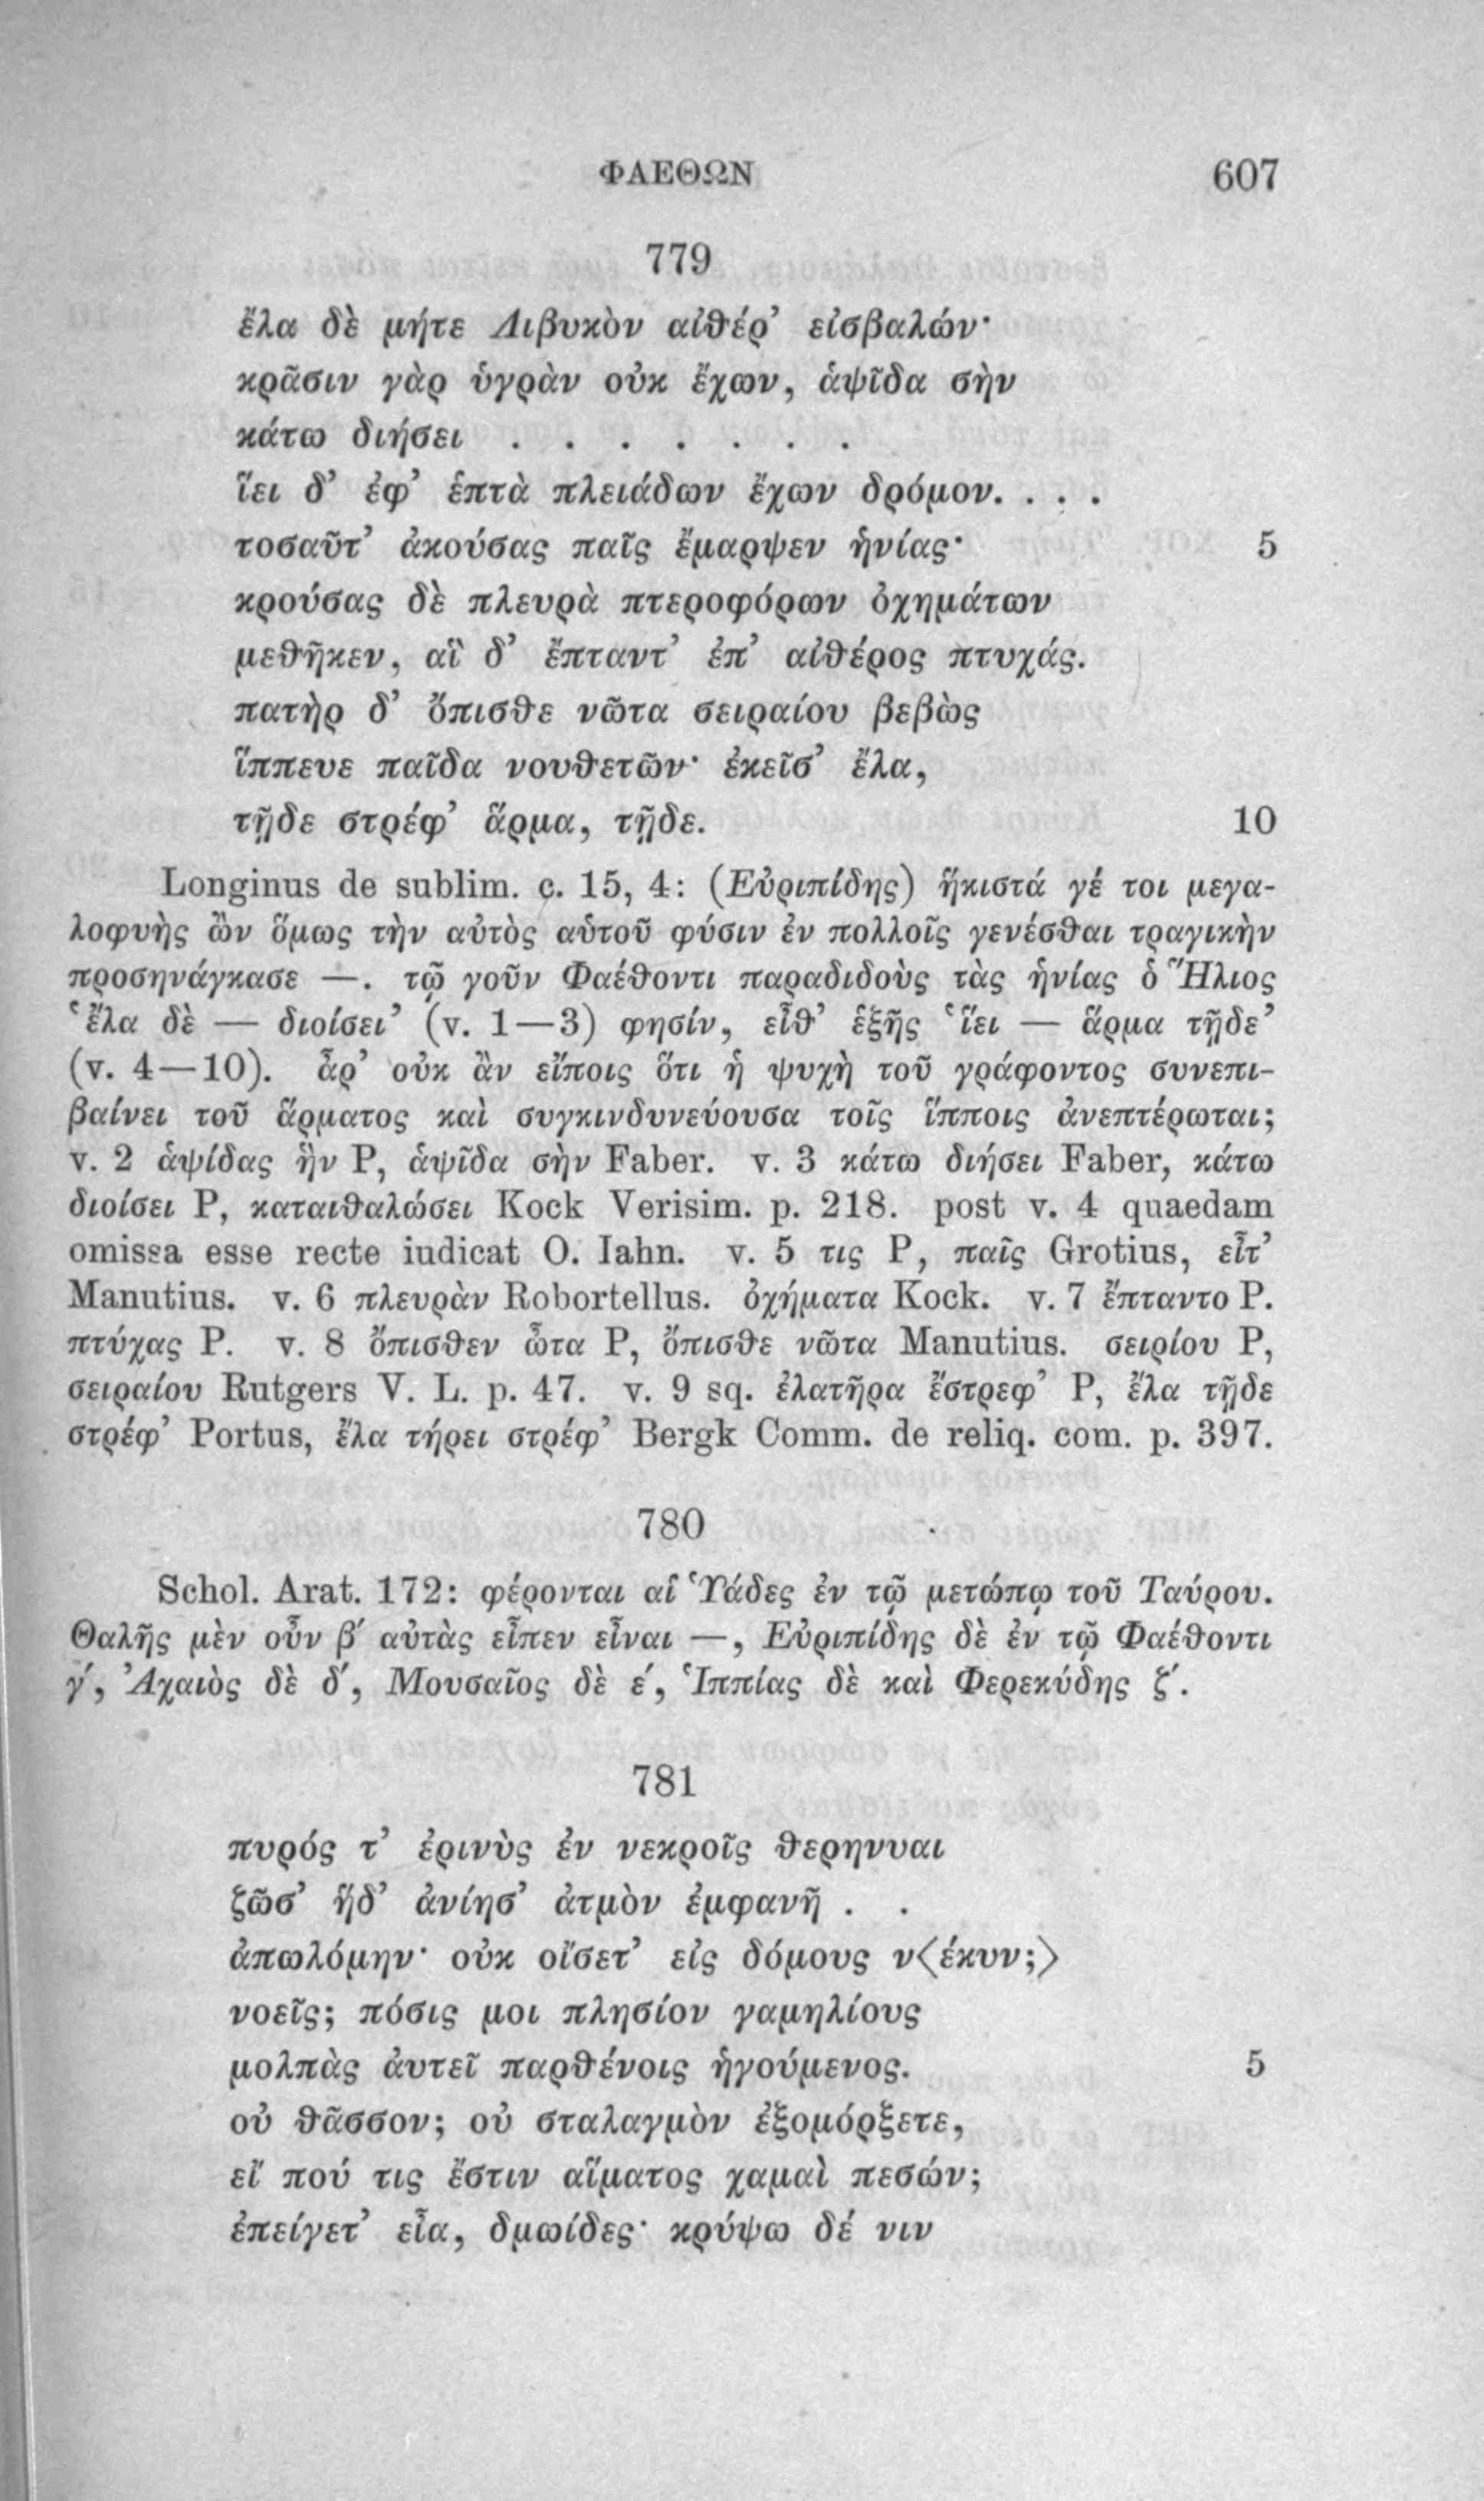 ΦΑΕΘΩΝ 607
779
ἔλα δὲ μήτε Λιβυκὸν αἰθέρ’ εἰσβαλών·
κρᾶσιν γὰρ ὑγρὰν οὐκ ἔχων, ἁψῖδα σὴν
κάτω διήσει . . . . . . .
ἵει δ’ ἐφ’ ἑπτὰ πλειάδων ἔχων δρόμον. . . .
τοσαῦτ’ ἀκούσας παῖς ἔμαρψεν ἡνίας· 5
κρούσας δὲ πλευρὰ πτεροφόρων ὀχημάτων
μεθῆκεν, αἳ δ’ ἔπταντ’ ἐπ’ αἰθέρος πτυχάς.
πατὴρ δ’ ὄπισθε νῶτα σειραίου βεβὼς
ἵππευε παῖδα νουθετῶν· ἐκεῖσ’ ἔλα,
τῇδε στρέφ’ ἅρμα, τῇδε. 10
Longinus de sublim. c. 15, 4: (Εὐριπίδης) ἥκιστά γέ τοι μεγα-
λοφυὴς ὢν ὅμως τὴν αὐτὸς αὑτοῦ φύσιν ἐν πολλοῖς γενέσθαι τραγικὴν
προσηνάγκασε —. τῷ γοῦν Φαέθοντι παραδιδοὺς τὰς ἡνίας ὁ Ἥλιος
‘ἔλα δὲ — διοίσει’ (v. 1—3) φησίν, εἶθ’ ἑξῆς ‘ἵει — ἅρμα τῇδε’
(v. 4—10). ἆρ’ οὐκ ἂν εἴποις ὅτι ἡ ψυχὴ τοῦ γράφοντος συνεπι-
βαίνει τοῦ ἅρματος καὶ συγκινδυνεύουσα τοῖς ἵπποις ἀνεπτέρωται;
v. 2 ἁψίδας ἣν P, ἁψῖδα σὴν Faber. v. 3 κάτω διήσει Faber, κάτω
διοίσει P, καταιθαλώσει Kock Verisim. p. 218. post v. 4 quaedam
omissa esse recte iudicat O. Iahn. v. 5 τις P, παῖς Grotius, εἶτ’
Manutius. v. 6 πλευρὰν Robortellus. ὀχήματα Kock. v. 7 ἔπταντο P.
πτύχας P. v. 8 ὄπισθεν ὦτα P, ὄπισθε νῶτα Manutius. σειρίου P,
σειραίου Rutgers V. L. p. 47. v. 9 sq. ἐλατῆρα ἔστρεφ’ P, ἔλα τῇδε
στρέφ’ Portus, ἔλα τήρει στρέφ’ Bergk Comm. de reliq. com. p. 397.
780
Schol. Arat. 172: φέρονται αἱ Ὑάδες ἐν τῷ μετώπῳ τοῦ Ταύρου.
Θαλῆς μὲν οὖν β΄ αὐτὰς εἶπεν εἶναι —, Εὐριπίδης δὲ ἐν τῷ Φαέθοντι
γ΄, Ἀχαιὸς δὲ δ΄, Μουσαῖος δὲ ε΄, Ἱππίας δὲ καὶ Φερεκύδης ζ΄.
781
πυρός τ’ ἐρινὺς ἐν νεκροῖς θερηνυαι
ζῶσ’ ἥδ’ ἀνίησ’ ἀτμὸν ἐμφανῆ . .
ἀπωλόμην· οὐκ οἴσετ’ εἰς δόμους ν⟨έκυν;⟩
νοεῖς; πόσις μοι πλησίον γαμηλίους
μολπὰς ἀυτεῖ παρθένοις ἡγούμενος. 5
οὐ θᾶσσον; οὐ σταλαγμὸν ἐξομόρξετε,
εἴ πού τις ἔστιν αἵματος χαμαὶ πεσών;
ἐπείγετ’ εἶα, δμωίδες· κρύψω δέ νιν